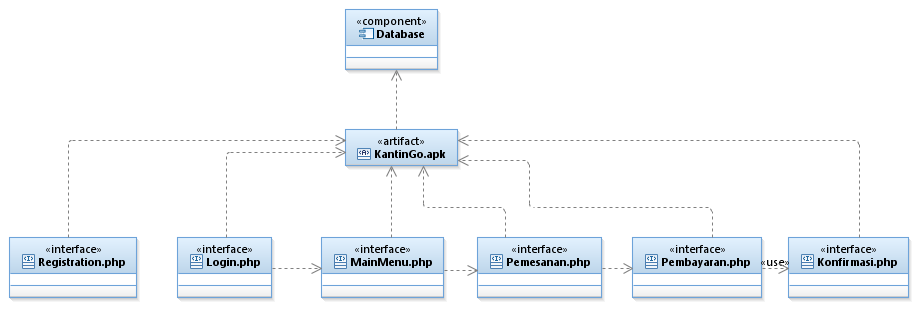 «component»
Database
«artifact»
KantinGo.apk
«interface»
Registration.php
«interface»
Login.php
«interface»
MainMenu.php
«interface»
Pemesanan.php
«interface»
Pembayaran.php
«use»
«interface»
Konfirmasi.php